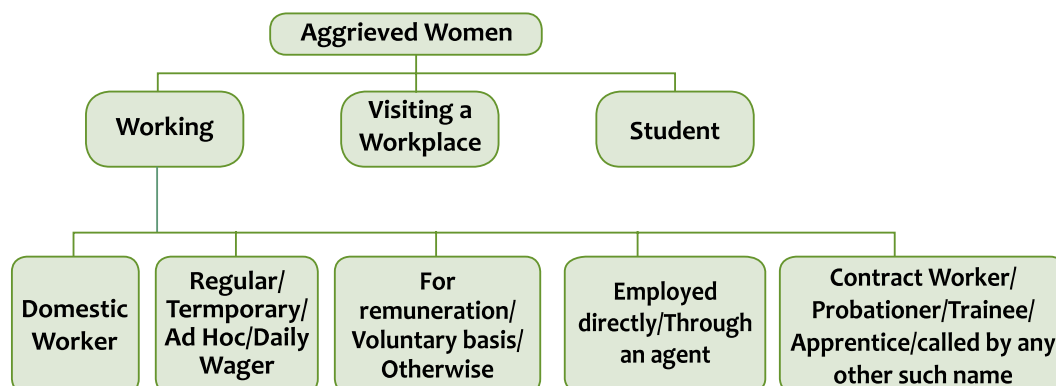 Aggrieved Women
Working
Visiting a
Workplace
Student
Domestic
Worker
Regular/
Termporary/
Ad Hoc/Daily
Wager
For
remuneration/
Voluntary basis/
Otherwise
Employed
directly/Through
an agent
Contract Worker/
Probationer/Trainee/
Apprentice/called by any
other such name